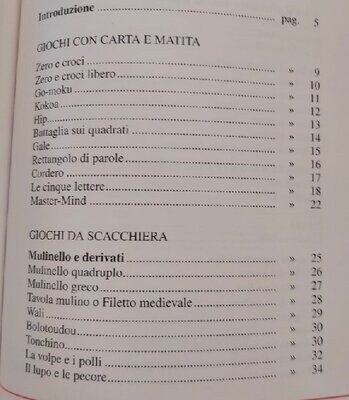 Introduzione pag. 5
GIOCHI CON CARTA E MATITA
Zero e croci » 9
Zero e croci libero » 10
Go-moku » 11
Kokoa » 12
Hip » 13
Battaglia sui quadrati » 14
Gale » 15
Rettangolo di parole » 16
Cordero » 17
Le cinque lettere » 18
Master-Mind » 22
GIOCHI DA SCACCHIERA
Mulinello e derivati » 25
Mulinello quadruplo » 26
Mulinello greco » 27
Tavola mulino o Filetto medievale » 28
Wali » 29
Bolotoudou » 30
Tonchino » 30
La volpe e i polli » 32
Il lupo e le pecore » 34